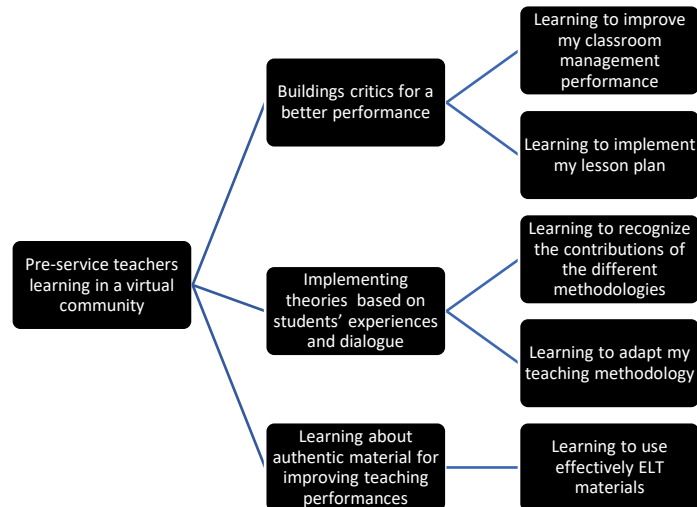 Pre-service teachers
learning in a virtual
community
Buildings critics for a
better performance
Learning to improve
my classroom
management
performance
Learning to implement
my lesson plan
Implementing
theories based on
students’ experiences
and dialogue
Learning to recognize
the contributions of
the different
methodologies
Learning to adapt my
teaching methodology
Learning about
authentic material for
improving teaching
performances
Learning to use
effectively ELT
materials